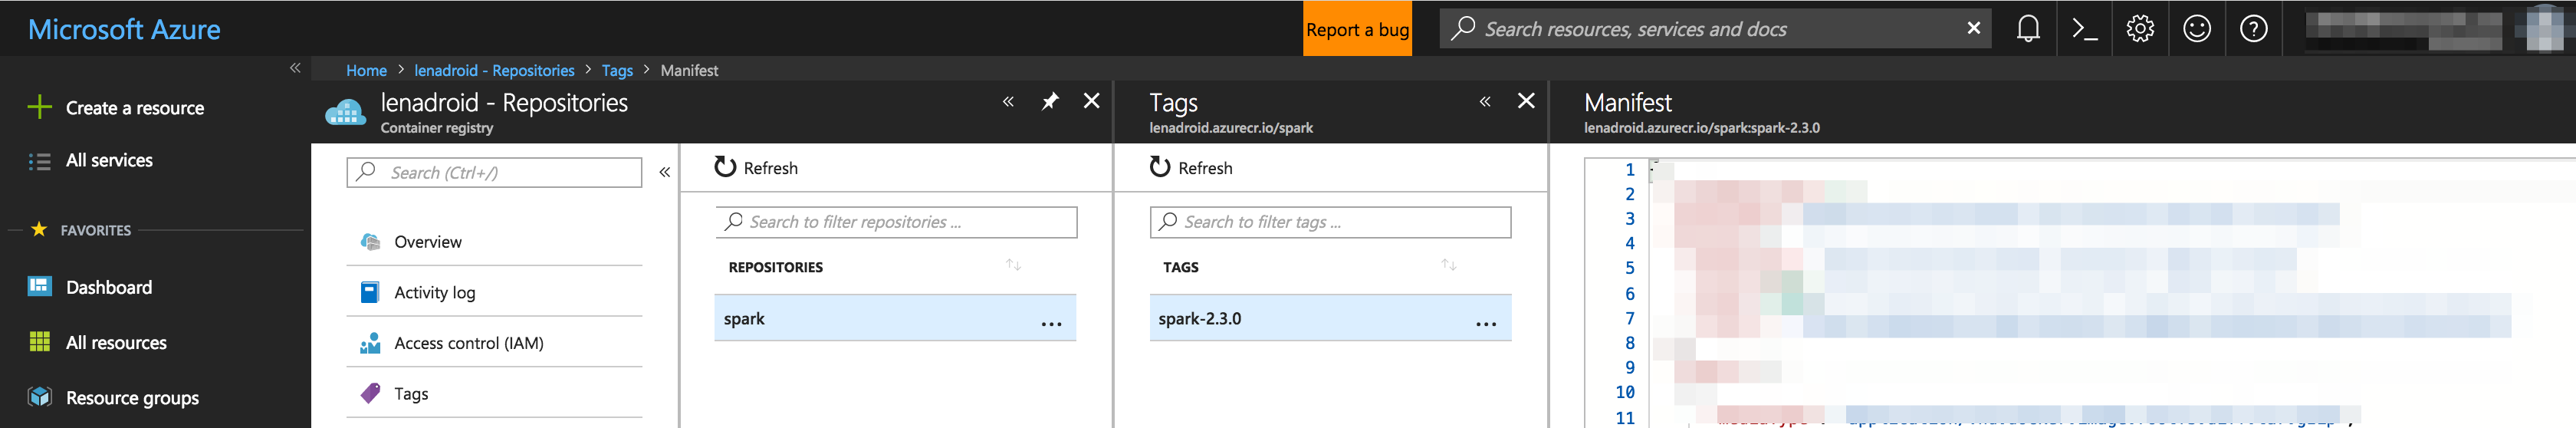 Microsoft Azure
Report a bug
Search resources, services and docs
Home > lenadroid - Repositories > Tags > Manifest
Create a resource
All services
FAVORITES
Dashboard
All resources
Resource groups
lenadroid - Repositories
Container registry
Search (Ctrl+/)
Overview
Activity log
Access control (IAM)
Tags
Refresh
Search to filter repositories ...
REPOSITORIES
spark
Tags
lenadroid.azurecr.io/spark
Refresh
Search to filter tags ...
TAGS
spark-2.3.0
Manifest
lenadroid.azurecr.io/spark:spark-2.3.0
1
2
3
4
5
6
7
8
9
10
11